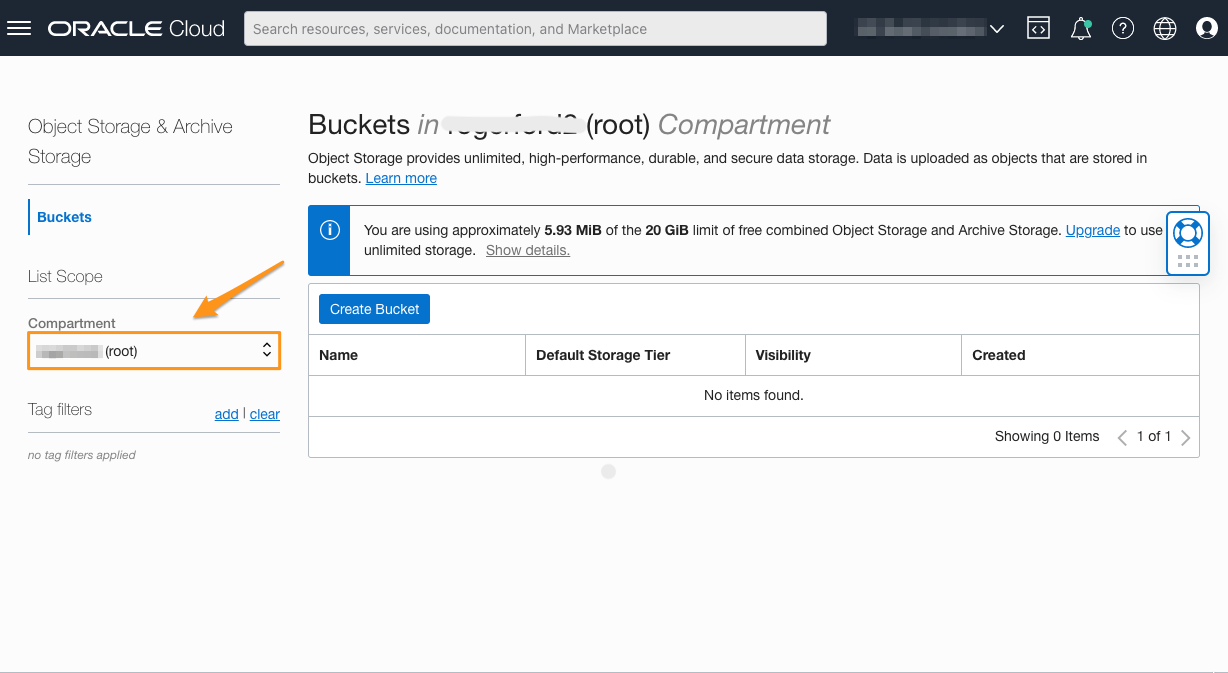 ORACLE Cloud
Search resources, services, documentation, and Marketplace
Object Storage & Archive
Storage
Buckets
List Scope
Compartment
(root)
Tag filters
add | clear
no tag filters applied
Buckets in (root) Compartment
Object Storage provides unlimited, high-performance, durable, and secure data storage. Data is uploaded as objects that are stored in
buckets. Learn more
You are using approximately 5.93 MiB of the 20 GiB limit of free combined Object Storage and Archive Storage. Upgrade to use
unlimited storage. Show details.
Create Bucket
Name Default Storage Tier Visibility Created
No items found.
Showing 0 Items < 1 of 1 >